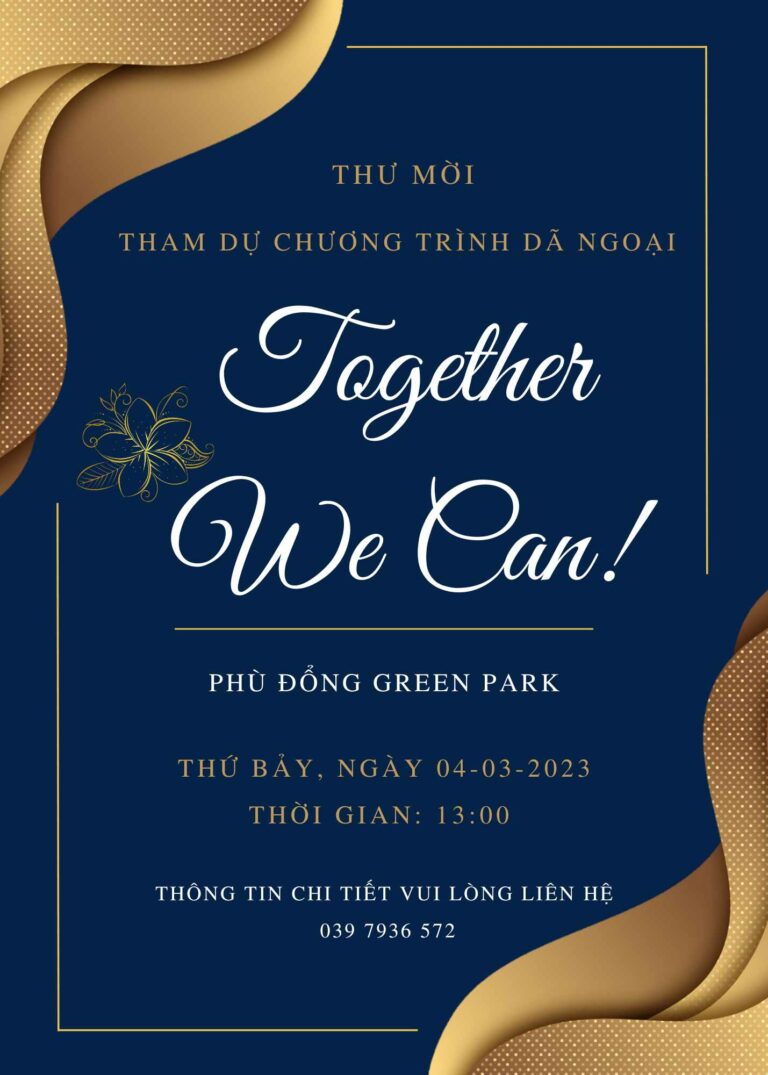 THƯ MỜI
THAM DỰ CHƯƠNG TRÌNH DÃ NGOẠI
Together
We Can!
PHÙ ĐỔNG GREEN PARK
THỨ BẢY, NGÀY 04-03-2023
THỜI GIAN: 13:00
THÔNG TIN CHI TIẾT VUI LÒNG LIÊN HỆ
039 7936 572